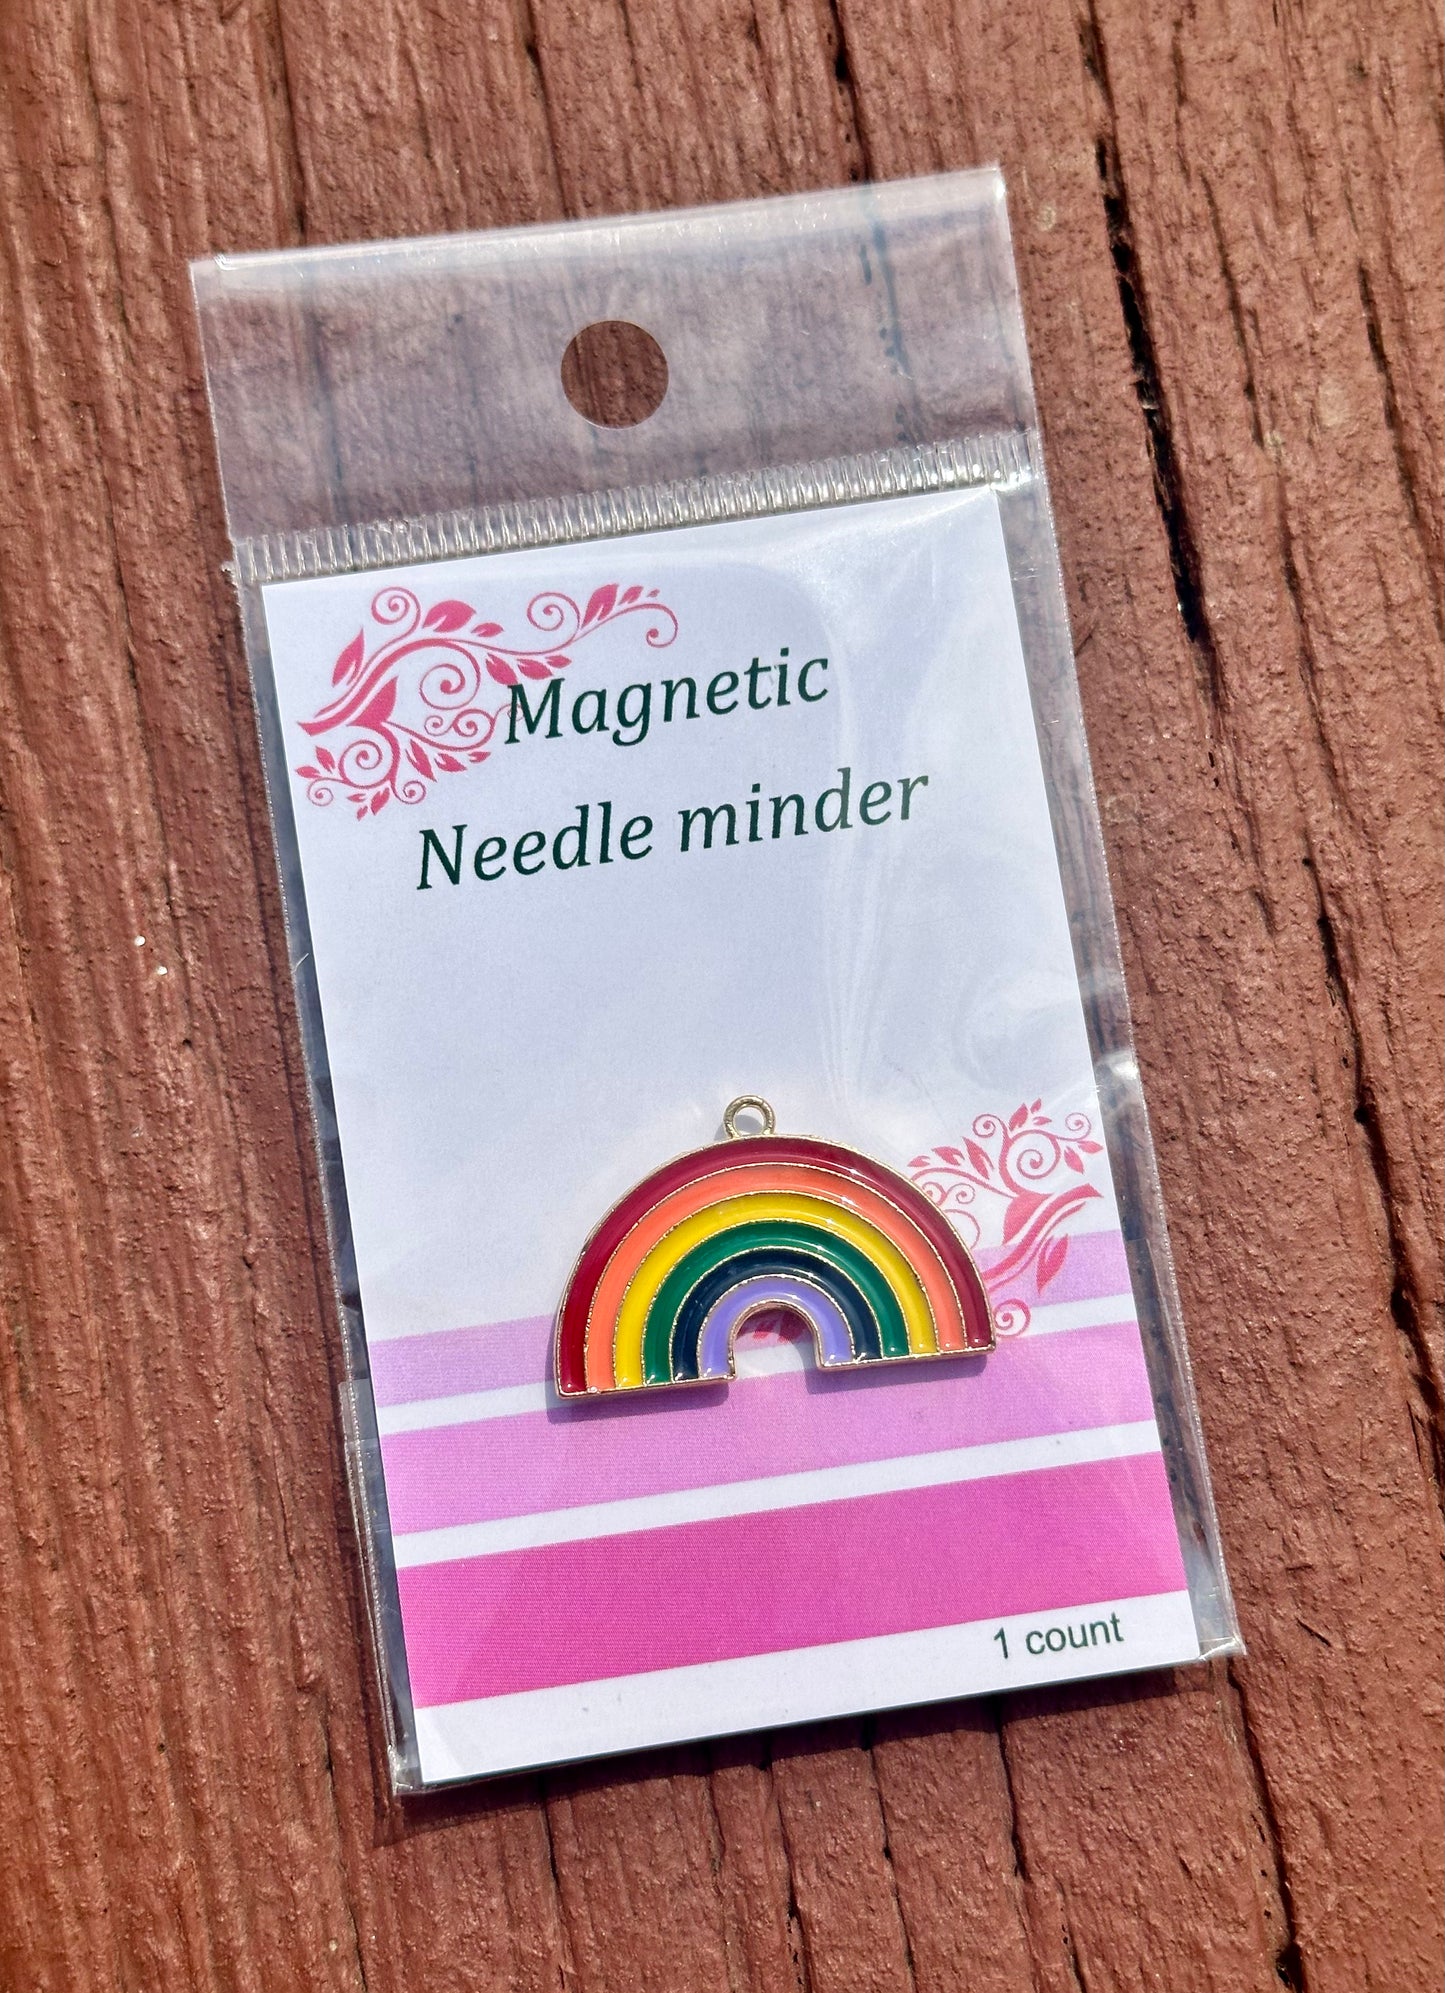 Magnetic
Needle minder
1 count